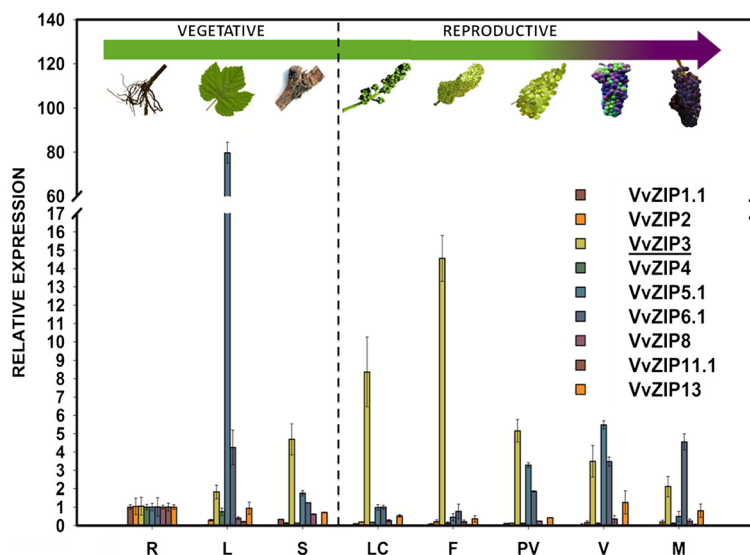 VEGETATIVE REPRODUCTIVE
RELATIVE EXPRESSION
140
120
100
80
60
17
15
14
13
12
11
10
9
8
7
6
5
4
3
2
1
0
VvZIP1.1
VvZIP2
VvZIP3
VvZIP4
VvZIP5.1
VvZIP6.1
VvZIP8
VvZIP11.1
VvZIP13
R L S LC F PV V M